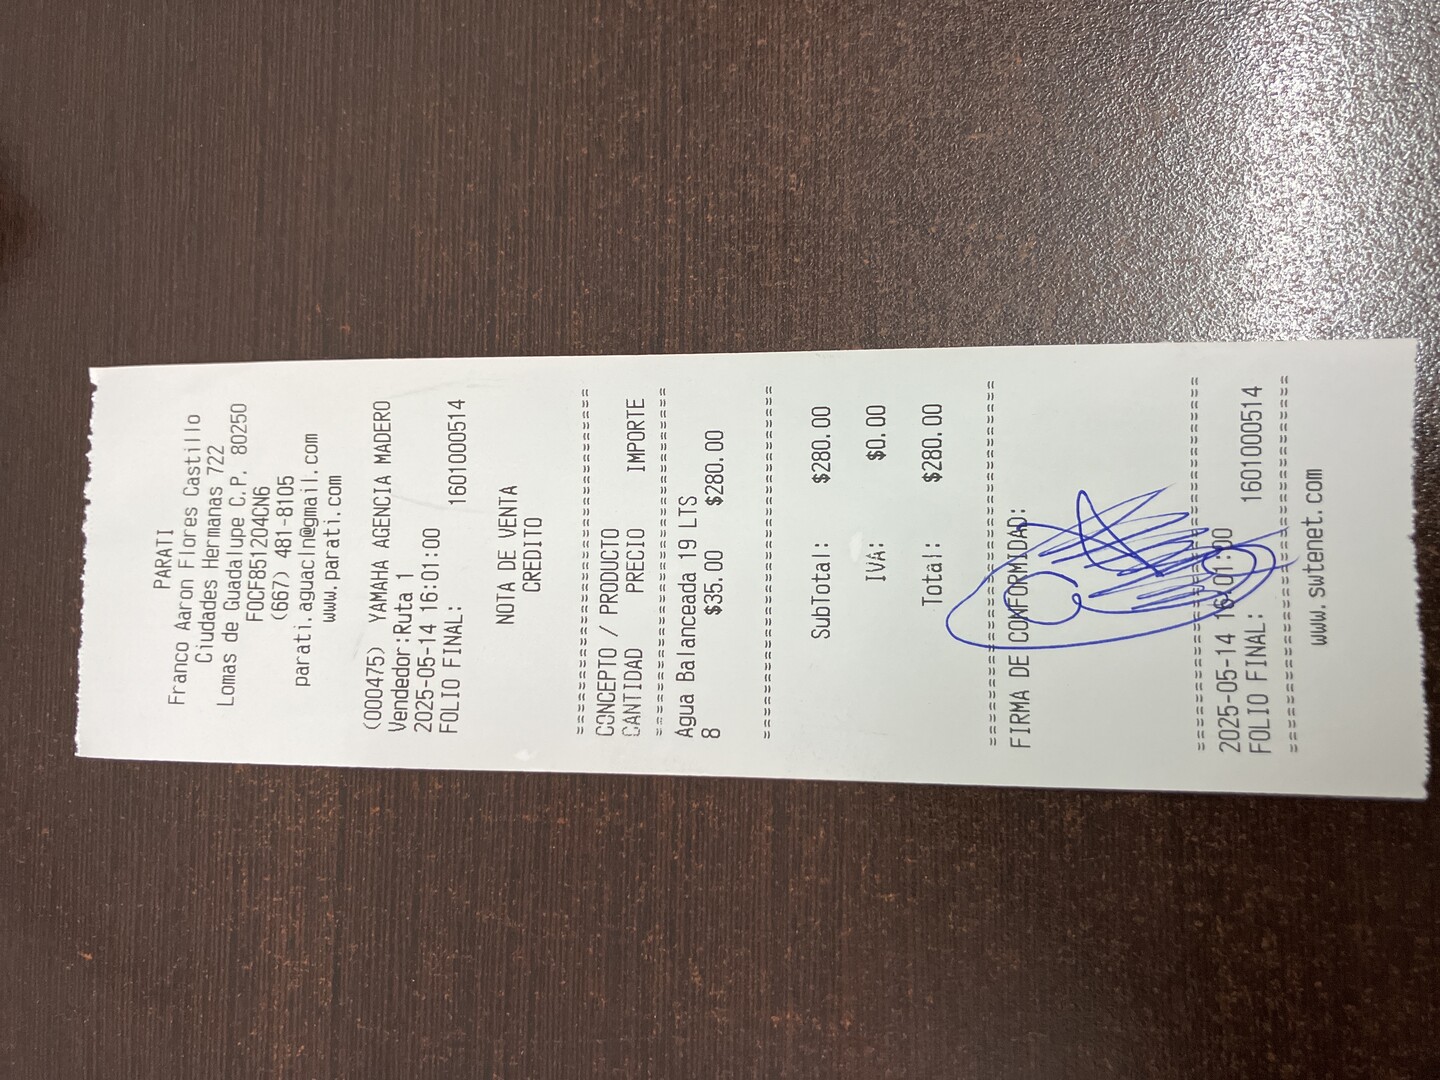 PARATI
Franco Aaron Flores Castillo
Ciudades Hermanas 722
Lomas de Guadalupe C.P. 80250
FOCF851204CN6
(667) 481-8105
parati.aguacln@gmail.com
www.parati.com
(000475) YAMAHA AGENCIA MADERO
Vendedor:Ruta 1
2025-05-14 16:01:00
FOLIO FINAL: 1601000514
NOTA DE VENTA
CREDITO
==============================
CONCEPTO / PRODUCTO
CANTIDAD PRECIO IMPORTE
==============================
Agua Balanceada 19 LTS
8 $35.00 $280.00
==============================
SubTotal: $280.00
IVA: $0.00
Total: $280.00
==============================
FIRMA DE CONFORMIDAD:
==============================
2025-05-14 16:01:00
FOLIO FINAL: 1601000514
==============================
www.swtenet.com